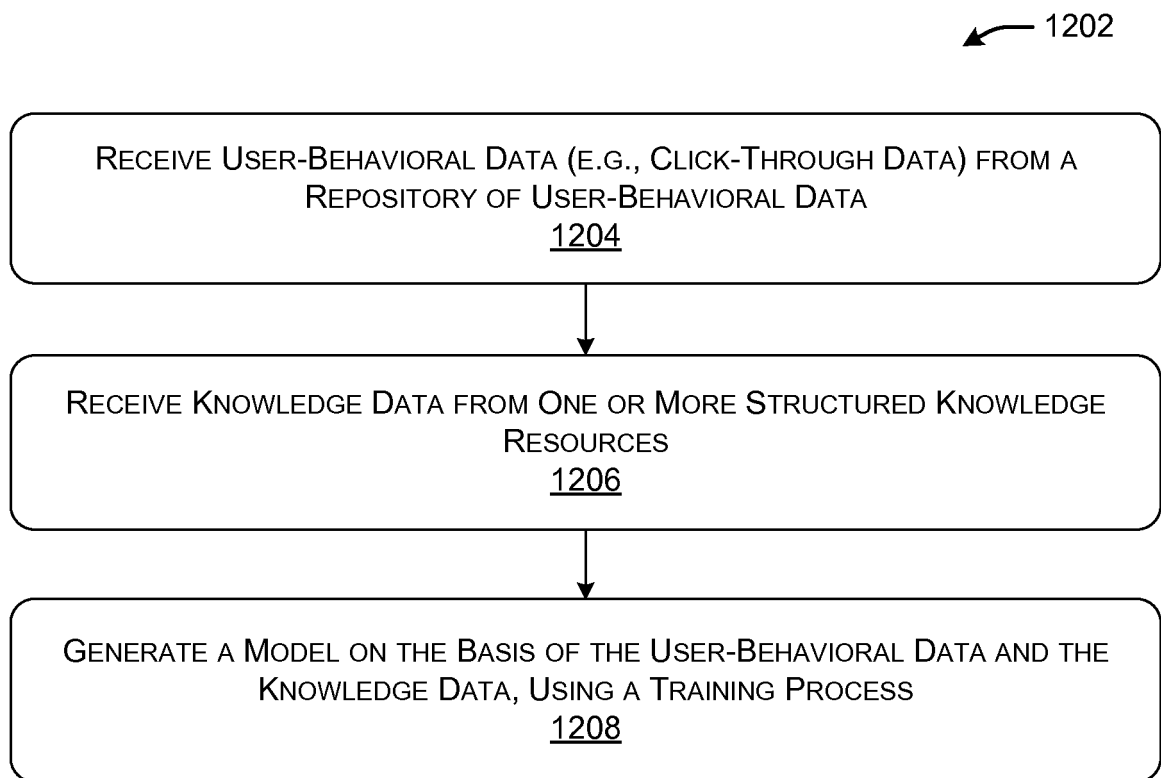 1202
RECEIVE USER-BEHAVIORAL DATA (E.G., CLICK-THROUGH DATA) FROM A
REPOSITORY OF USER-BEHAVIORAL DATA
1204
RECEIVE KNOWLEDGE DATA FROM ONE OR MORE STRUCTURED KNOWLEDGE
RESOURCES
1206
GENERATE A MODEL ON THE BASIS OF THE USER-BEHAVIORAL DATA AND THE
KNOWLEDGE DATA, USING A TRAINING PROCESS
1208